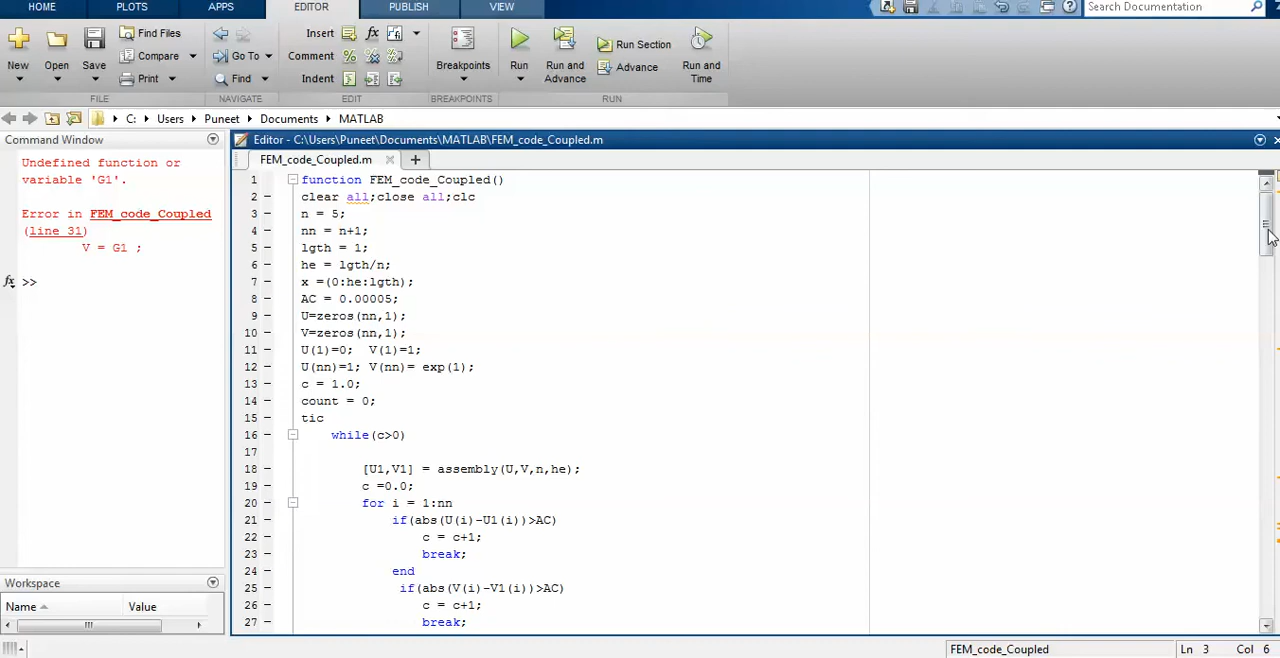 HOME PLOTS APPS EDITOR PUBLISH VIEW Search Documentation
New Open Save Find Files Compare Print
Go To Find
Insert fx Comment % Indent
Breakpoints
Run Run and Advance Run Section Advance Run and Time
FILE NAVIGATE EDIT BREAKPOINTS RUN
C: Users Puneet Documents MATLAB
Command Window
Undefined function or
variable 'G1'.
Error in FEM_code_Coupled
(line 31)
V = G1 ;
fx >>
Workspace
Name Value
Editor - C:\Users\Puneet\Documents\MATLAB\FEM_code_Coupled.m
FEM_code_Coupled.m
1 function FEM_code_Coupled()
2 clear all;close all;clc
3 n = 5;
4 nn = n+1;
5 lgth = 1;
6 he = lgth/n;
7 x =(0:he:lgth);
8 AC = 0.00005;
9 U=zeros(nn,1);
10 V=zeros(nn,1);
11 U(1)=0; V(1)=1;
12 U(nn)=1; V(nn)= exp(1);
13 c = 1.0;
14 count = 0;
15 tic
16 while(c>0)
17
18 [U1,V1] = assembly(U,V,n,he);
19 c =0.0;
20 for i = 1:nn
21 if(abs(U(i)-U1(i))>AC)
22 c = c+1;
23 break;
24 end
25 if(abs(V(i)-V1(i))>AC)
26 c = c+1;
27 break;
FEM_code_Coupled Ln 3 Col 6